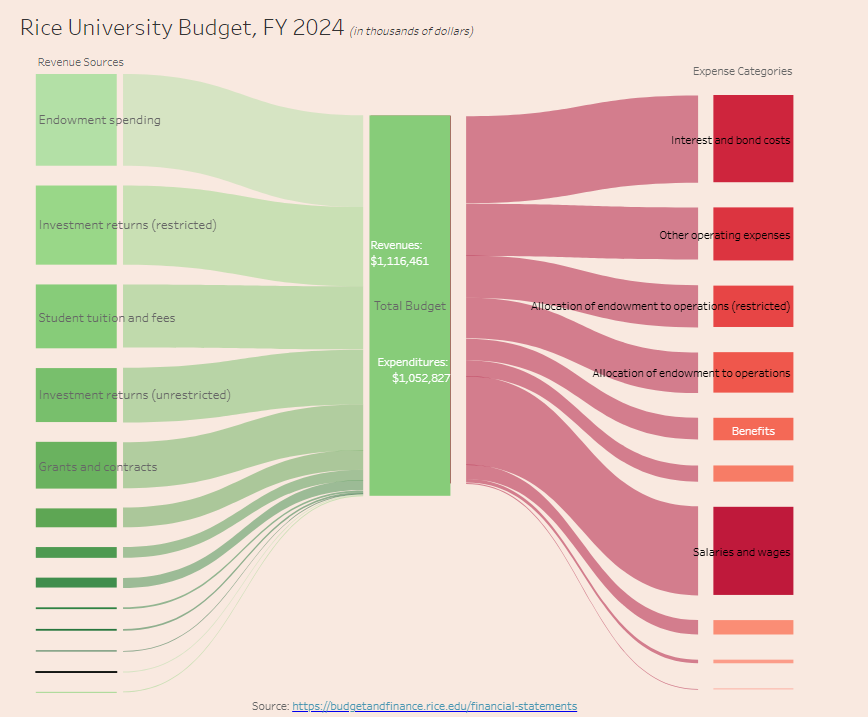 Rice University Budget, FY 2024 (in thousands of dollars)
Revenue Sources
Expense Categories
Endowment spending
Investment returns (restricted)
Student tuition and fees
Investment returns (unrestricted)
Grants and contracts
Revenues:
$1,116,461
Total Budget
Expenditures:
$1,052,827
Interest and bond costs
Other operating expenses
Allocation of endowment to operations (restricted)
Allocation of endowment to operations
Benefits
Salaries and wages
Source: https://budgetandfinance.rice.edu/financial-statements